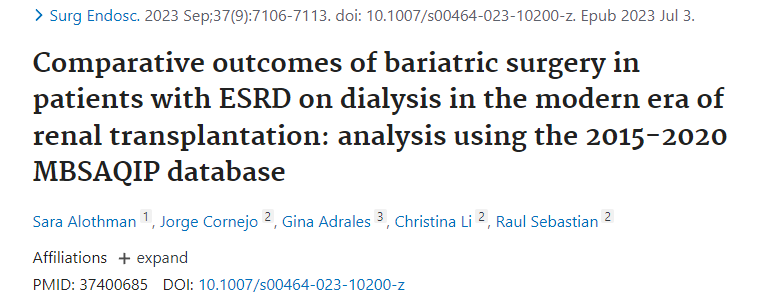 > Surg Endosc. 2023 Sep;37(9):7106-7113. doi: 10.1007/s00464-023-10200-z. Epub 2023 Jul 3.
Comparative outcomes of bariatric surgery in
patients with ESRD on dialysis in the modern era of
renal transplantation: analysis using the 2015-2020
MBSAQIP database
Sara Alothman 1, Jorge Cornejo 2, Gina Adrales 3, Christina Li 2, Raul Sebastian 2
Affiliations + expand
PMID: 37400685 DOI: 10.1007/s00464-023-10200-z